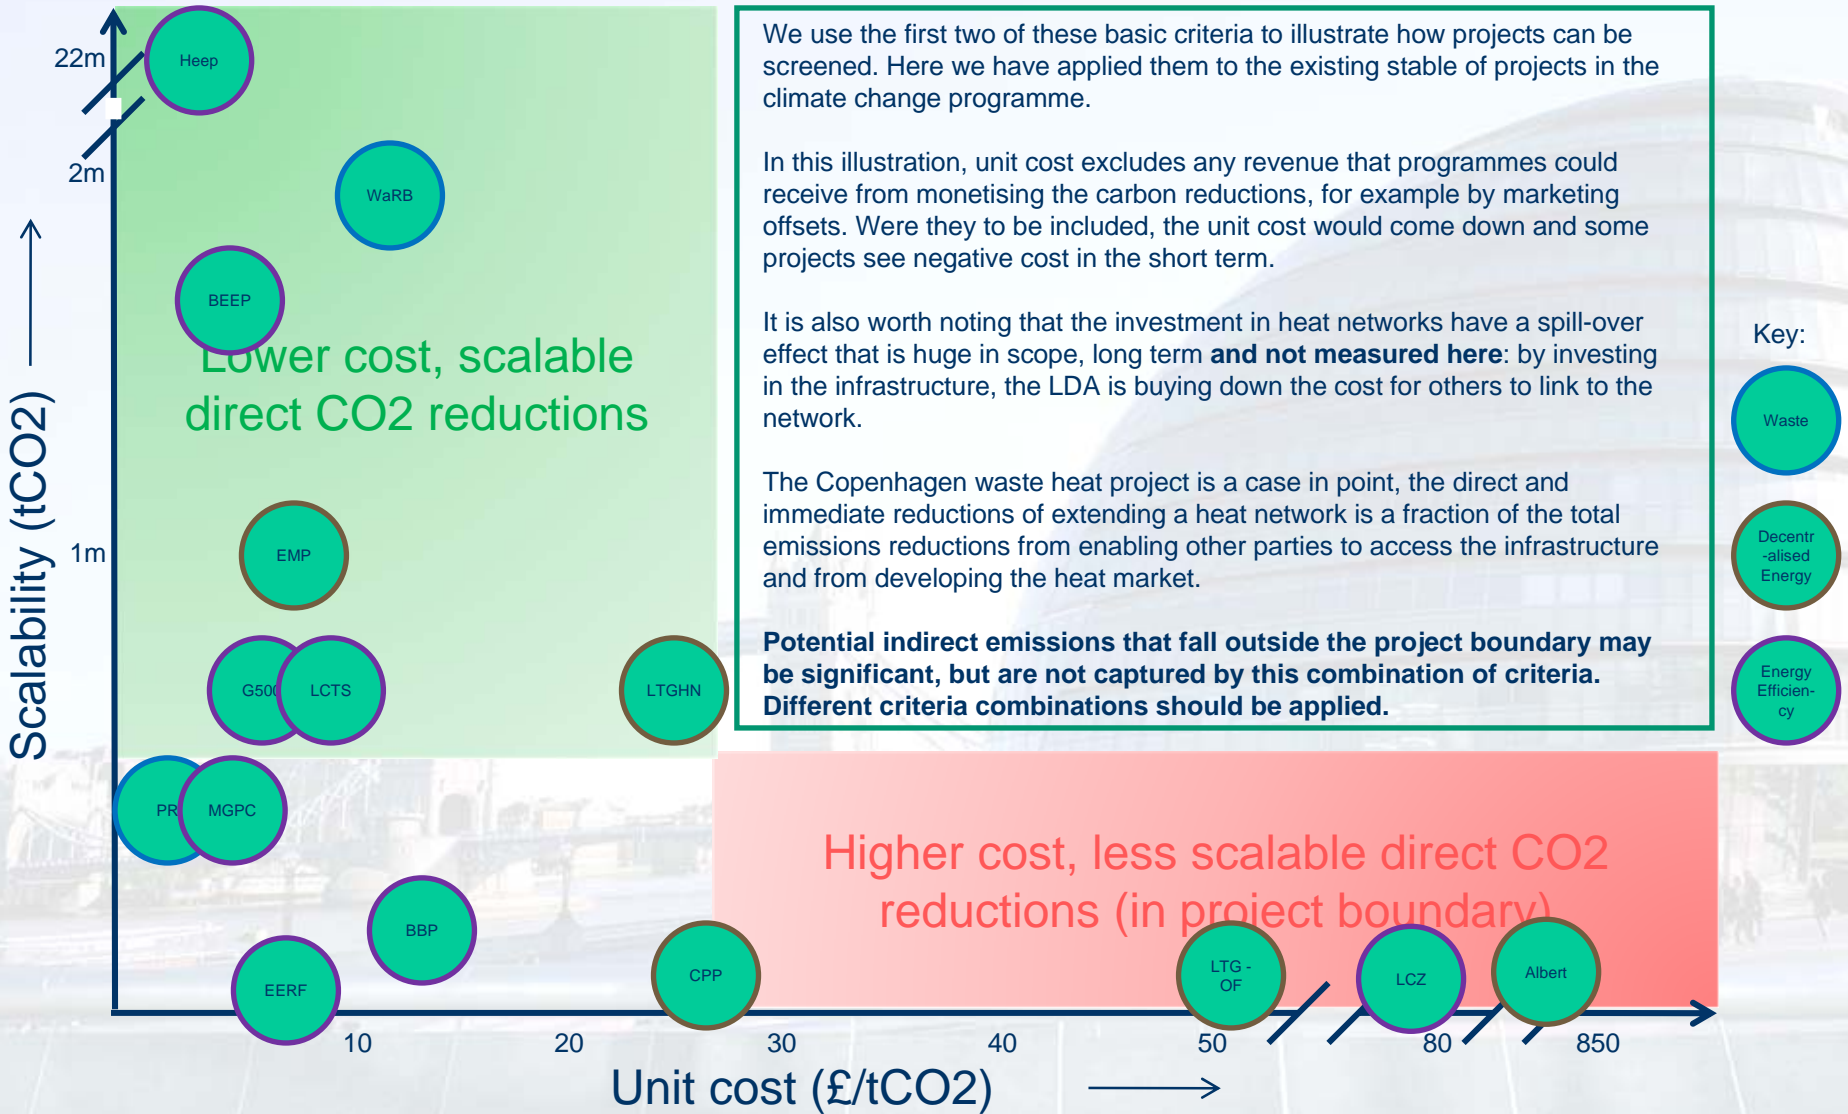 22m
2m
1m
Scalability (tCO2)
Heep
WaRB
BEEP
Lower cost, scalable
direct CO2 reductions
EMP
G500
LCTS
LTGHN
PR
MGPC
BBP
EERF
CPP
We use the first two of these basic criteria to illustrate how projects can be
screened. Here we have applied them to the existing stable of projects in the
climate change programme.
In this illustration, unit cost excludes any revenue that programmes could
receive from monetising the carbon reductions, for example by marketing
offsets. Were they to be included, the unit cost would come down and some
projects see negative cost in the short term.
It is also worth noting that the investment in heat networks have a spill-over
effect that is huge in scope, long term and not measured here: by investing
in the infrastructure, the LDA is buying down the cost for others to link to the
network.
The Copenhagen waste heat project is a case in point, the direct and
immediate reductions of extending a heat network is a fraction of the total
emissions reductions from enabling other parties to access the infrastructure
and from developing the heat market.
Potential indirect emissions that fall outside the project boundary may
be significant, but are not captured by this combination of criteria.
Different criteria combinations should be applied.
Key:
Waste
Decentr
-alised
Energy
Energy
Efficien-
cy
Higher cost, less scalable direct CO2
reductions (in project boundary)
LTG -
OF
LCZ
Albert
10
20
30
40
50
80
850
Unit cost (£/tCO2)